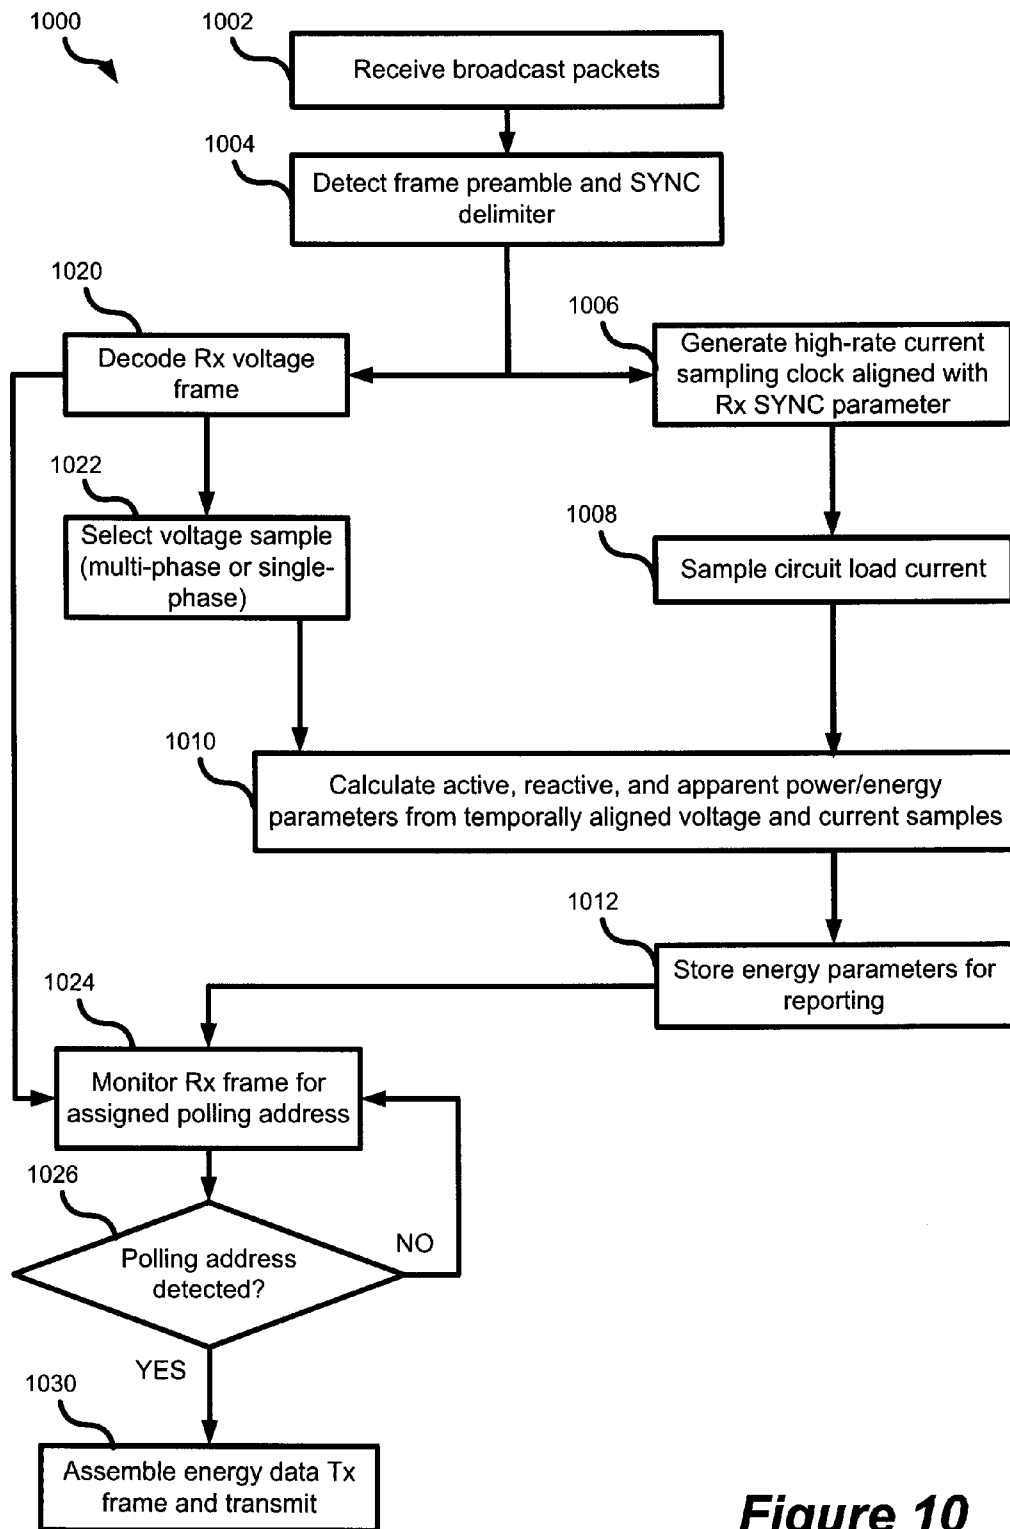 1000
1002
Receive broadcast packets
1004
Detect frame preamble and SYNC
delimiter
1020
Decode Rx voltage
frame
1006
Generate high-rate current
sampling clock aligned with
Rx SYNC parameter
1022
Select voltage sample
(multi-phase or single-
phase)
1008
Sample circuit load current
1010
Calculate active, reactive, and apparent power/energy
parameters from temporally aligned voltage and current samples
1012
Store energy parameters for
reporting
1024
Monitor Rx frame for
assigned polling address
1026
Polling address
detected?
NO
YES
1030
Assemble energy data Tx
frame and transmit
Figure 10